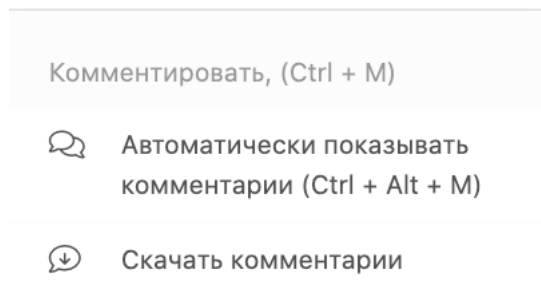 Комментировать, (Ctrl + M)
Автоматически показывать
комментарии (Ctrl + Alt + M)
Скачать комментарии